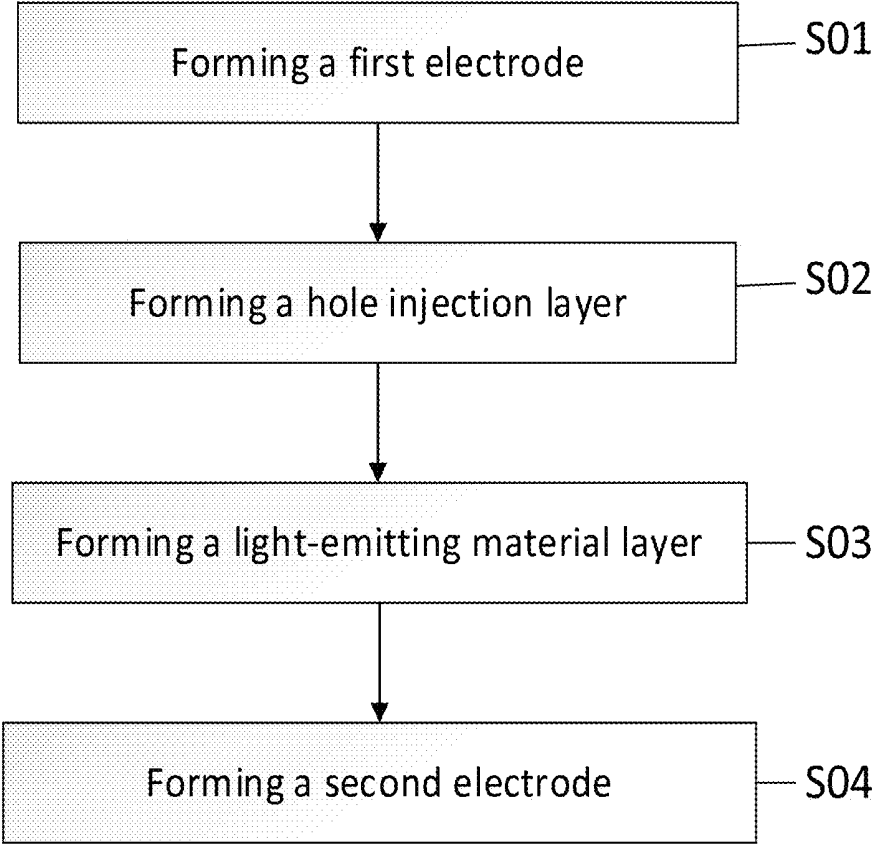 Forming a first electrode
S01
Forming a hole injection layer
S02
Forming a light-emitting material layer
S03
Forming a second electrode
S04